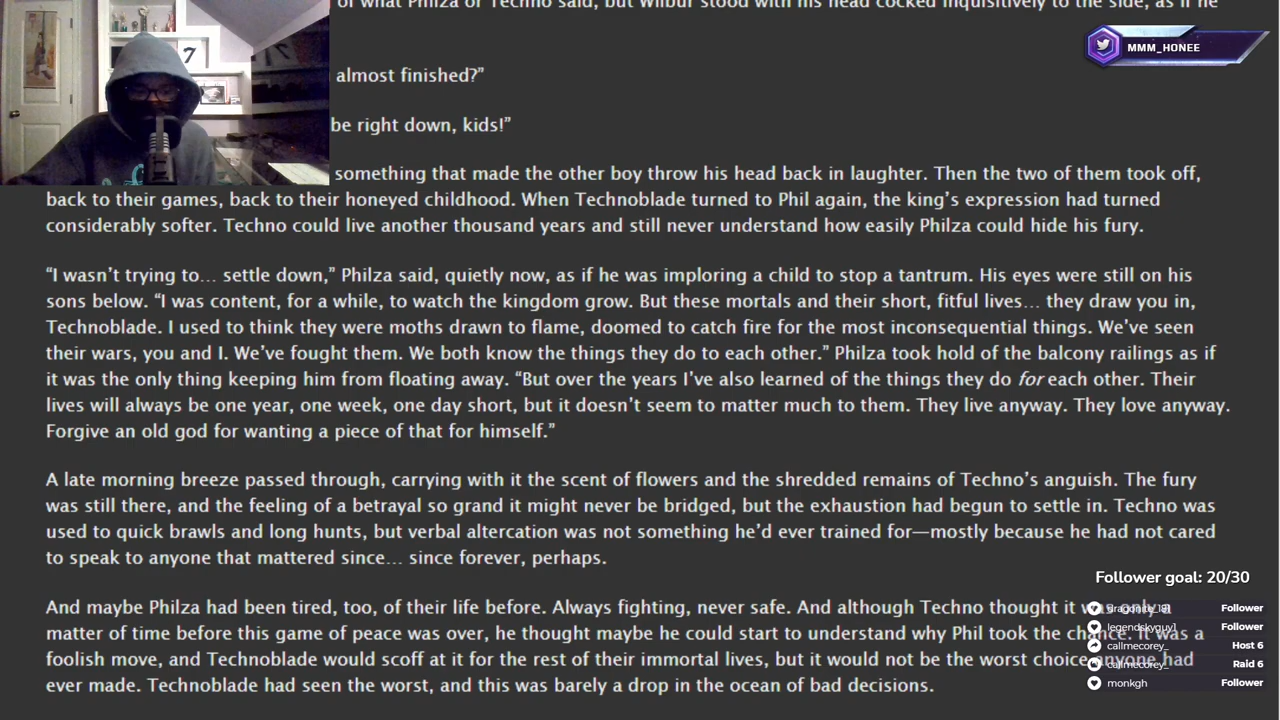 of what Philza or Techno said, but Wilbur stood with his head cocked inquisitively to the side, as if he
7
MMM_HONEE
almost finished?”
be right down, kids!”
something that made the other boy throw his head back in laughter. Then the two of them took off,
back to their games, back to their honeyed childhood. When Technoblade turned to Phil again, the king’s expression had turned
considerably softer. Techno could live another thousand years and still never understand how easily Philza could hide his fury.
“I wasn’t trying to… settle down,” Philza said, quietly now, as if he was imploring a child to stop a tantrum. His eyes were still on his
sons below. “I was content, for a while, to watch the kingdom grow. But these mortals and their short, fitful lives… they draw you in,
Technoblade. I used to think they were moths drawn to flame, doomed to catch fire for the most inconsequential things. We’ve seen
their wars, you and I. We’ve fought them. We both know the things they do to each other.” Philza took hold of the balcony railings as if
it was the only thing keeping him from floating away. “But over the years I’ve also learned of the things they do for each other. Their
lives will always be one year, one week, one day short, but it doesn’t seem to matter much to them. They live anyway. They love anyway.
Forgive an old god for wanting a piece of that for himself.”
A late morning breeze passed through, carrying with it the scent of flowers and the shredded remains of Techno’s anguish. The fury
was still there, and the feeling of a betrayal so grand it might never be bridged, but the exhaustion had begun to settle in. Techno was
used to quick brawls and long hunts, but verbal altercation was not something he’d ever trained for—mostly because he had not cared
to speak to anyone that mattered since… since forever, perhaps.
Follower goal: 20/30
And maybe Philza had been tired, too, of their life before. Always fighting, never safe. And although Techno thought it was only a
matter of time before this game of peace was over, he thought maybe he could start to understand why Phil took the chance. It was a
foolish move, and Technoblade would scoff at it for the rest of their immortal lives, but it would not be the worst choice anyone had
ever made. Technoblade had seen the worst, and this was barely a drop in the ocean of bad decisions.
Follower
legendskyguy1 Follower
callmecorey_ Host 6
callmecorey_ Raid 6
monkgh Follower